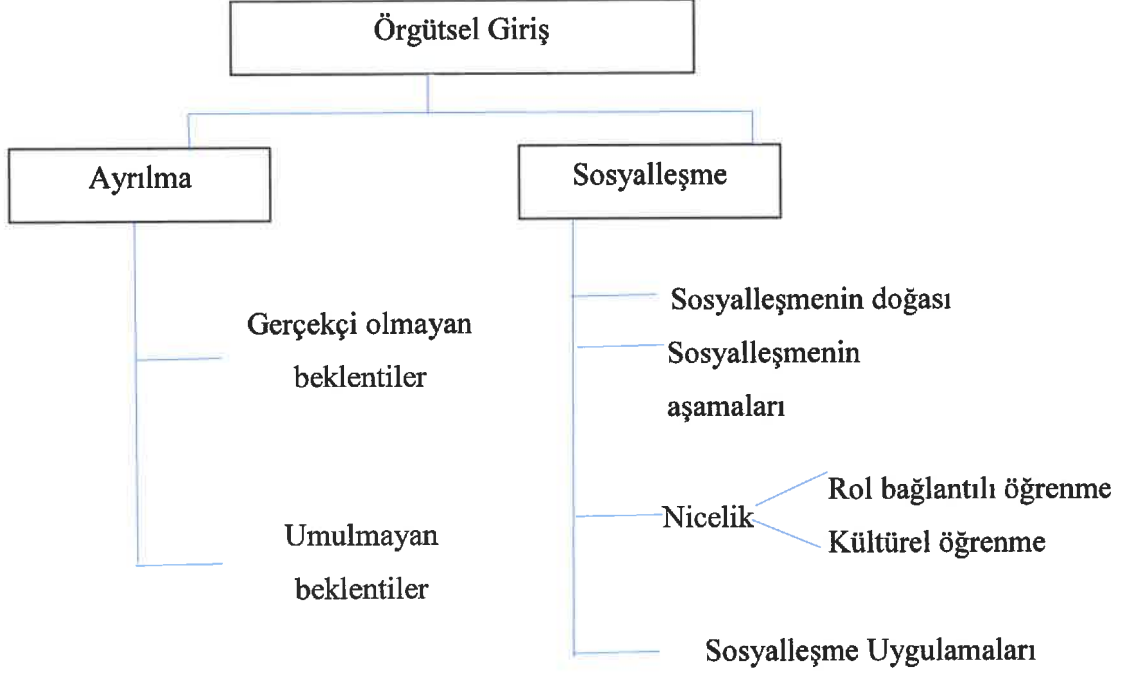 Örgütsel Giriş
Ayrılma
Sosyalleşme
Gerçekçi olmayan
beklentiler
Umulmayan
beklentiler
Sosyalleşmenin doğası
Sosyalleşmenin
aşamaları
Nicelik
Rol bağlantılı öğrenme
Kültürel öğrenme
Sosyalleşme Uygulamaları